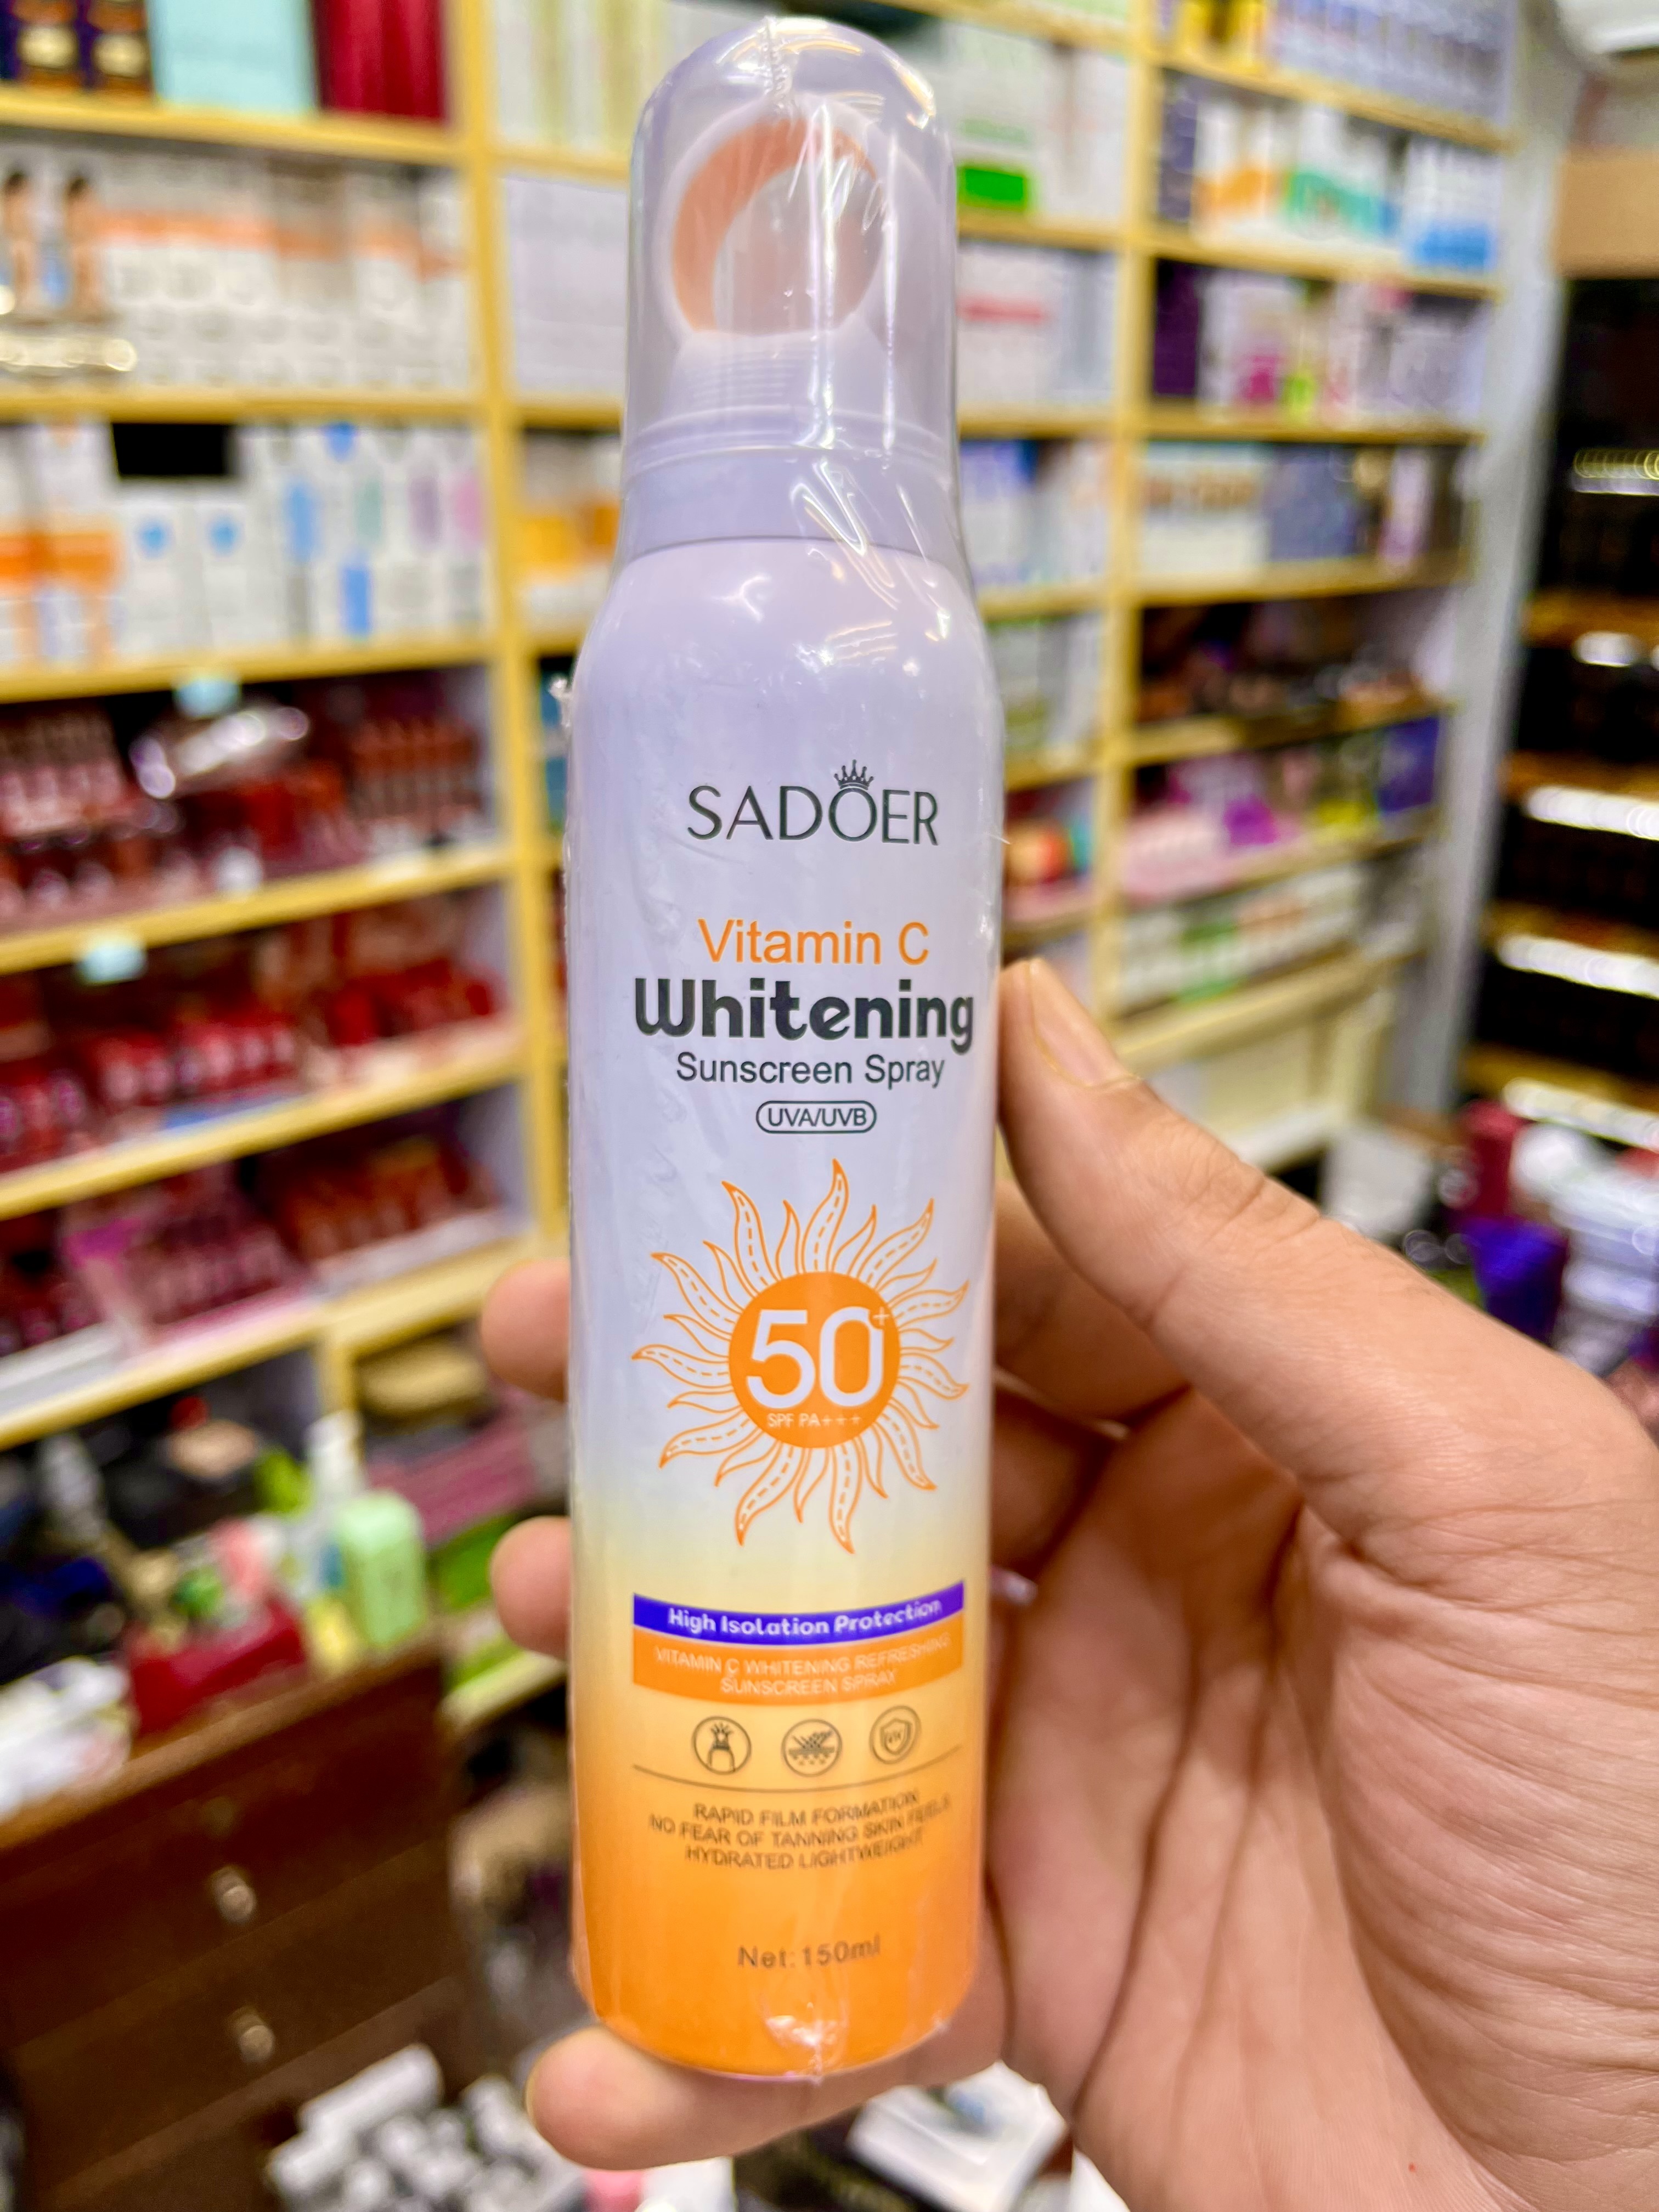 SADOER
Vitamin C
Whitening
Sunscreen Spray
UVA/UVB
50+
SPF PA+++
High Isolation Protection
VITAMIN C WHITENING REFRESHING
SUNSCREEN SPRAY
RAPID FILM FORMATION
NO FEAR OF TANNING SKIN FEELS
HYDRATED LIGHTWEIGHT
Net: 150ml